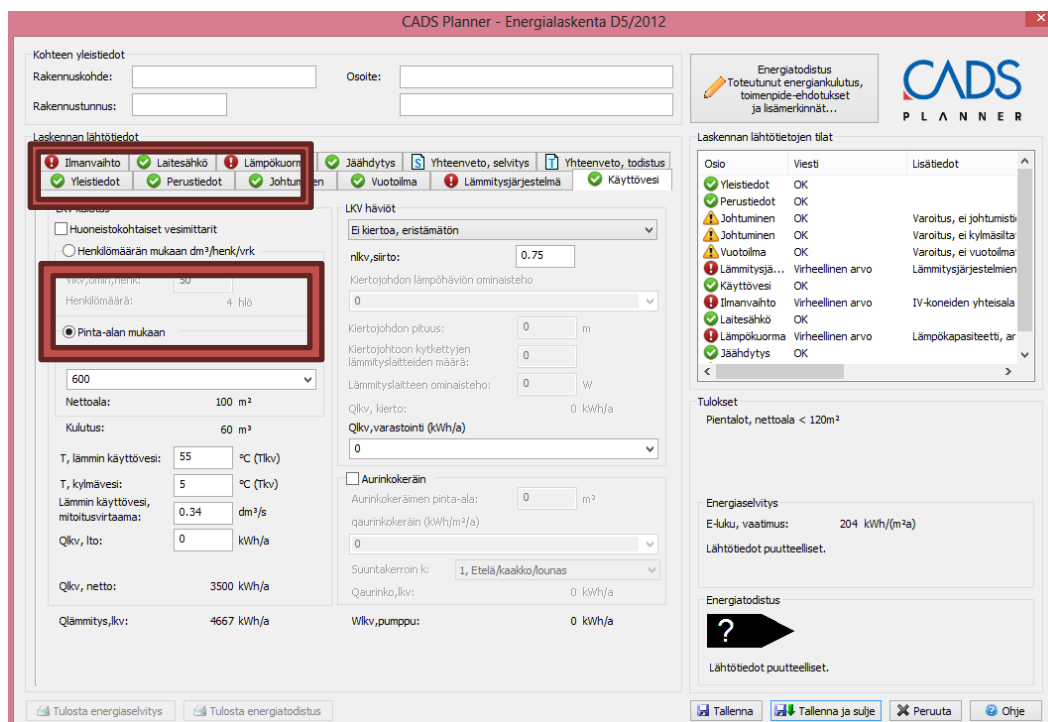 CADS Planner - Energialaskenta D5/2012
Kohteen yleistiedot
Rakennuskohde:
Osoite:
Rakennustunnus:
Energiatodistus
Toteutunut energiankulutus,
toimenpide-ehdotukset
ja lisämerkinnät...
CADS
PLANNER
Laskennan lähtötiedot
Ilmanvaihto Laitesähkö Lämpökuorm Jäähdytys S Yhteenveto, selvitys T Yhteenveto, todistus
Yleistiedot Perustiedot Johtuminen Vuotoilma Lämmitysjärjestelmä Käyttövesi
LKV kulutus
Huoneistokohtaiset vesimittarit
Henkilömäärän mukaan dm³/henk/vrk
Vlkv,omin,henk: 50
Henkilömäärä: 4 hlö
Pinta-alan mukaan
600
Nettoala: 100 m²
Kulutus: 60 m³
T, lämmin käyttövesi: 55 °C (Tlkv)
T, kylmävesi: 5 °C (Tkv)
Lämmin käyttövesi,
mitoitusvirtaama: 0.34 dm³/s
Qlkv, lto: 0 kWh/a
Qlkv, netto: 3500 kWh/a
Qlämmitys,lkv: 4667 kWh/a
LKV häviöt
Ei kiertoa, eristämätön
nlkv,siirto: 0.75
Kiertojohdon lämpöhäviön ominaisteho
0
Kiertojohdon pituus: 0 m
Kiertojohtoon kytkettyjen
lämmityslaitteiden määrä: 0
Lämmityslaitteen ominaisteho: 0 W
Qlkv, kierto: 0 kWh/a
Qlkv,varastointi (kWh/a)
0
Aurinkokeräin
Aurinkokeräimen pinta-ala: 0 m²
qaurinkokeräin (kWh/m²/a)
0
Suuntakerroin k: 1, Etelä/kaakko/lounas
Qaurinko,lkv: 0 kWh/a
Wlkv,pumppu: 0 kWh/a
Laskennan lähtötietojen tilat
Osio Viesti Lisätiedot
Yleistiedot OK
Perustiedot OK
Johtuminen OK Varoitus, ei johtumisti
Johtuminen OK Varoitus, ei kylmäsilta
Vuotoilma OK Varoitus, ei vuotoilma
Lämmitysjä... Virheellinen arvo Lämmitysjärjestelmien
Käyttövesi OK
Ilmanvaihto Virheellinen arvo IV-koneiden yhteisala
Laitesähkö OK
Lämpökuorma Virheellinen arvo Lämpökapasiteetti, ar
Jäähdytys OK
Tulokset
Pientalot, nettoala < 120m²
Energiaselvitys
E-luku, vaatimus: 204 kWh/(m²a)
Lähtötiedot puutteelliset.
Energiatodistus
?
Lähtötiedot puutteelliset.
Tulosta energiaselvitys Tulosta energiatodistus Tallenna Tallenna ja sulje Peruuta Ohje